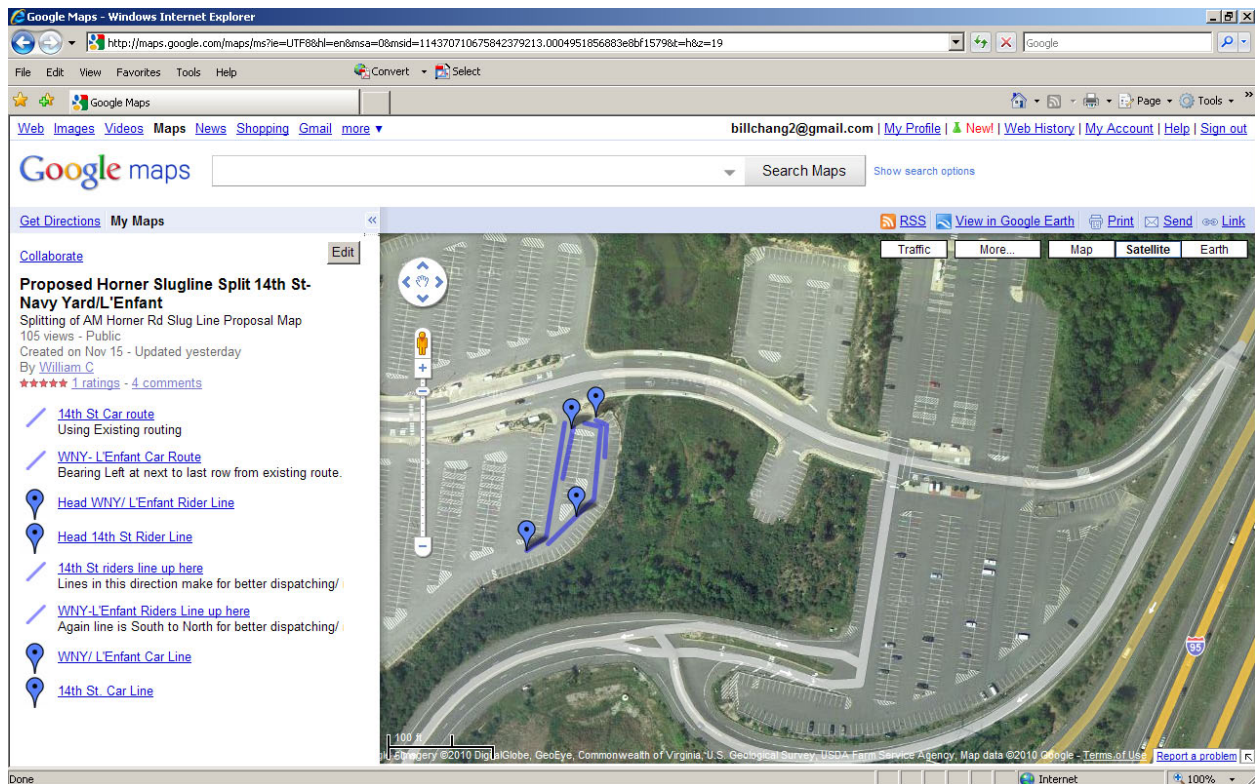 Google Maps - Windows Internet Explorer
http://maps.google.com/maps/ms?ie=UTF8&hl=en&msa=0&msid=114370710675842379213.0004951856883e8bf1579&t=h&z=19
Google
File Edit View Favorites Tools Help
Convert Select
Google Maps
Page Tools »
Web Images Videos Maps News Shopping Gmail more ▼
billchang2@gmail.com | My Profile | New! | Web History | My Account | Help | Sign out
Google maps
Search Maps
Show search options
Get Directions My Maps «
RSS View in Google Earth Print Send Link
Collaborate
Edit
Traffic More... Map Satellite Earth
Proposed Horner Slugline Split 14th St-
Navy Yard/L'Enfant
Splitting of AM Horner Rd Slug Line Proposal Map
105 views - Public
Created on Nov 15 - Updated yesterday
By William C
1 ratings - 4 comments
14th St Car route
Using Existing routing
WNY- L'Enfant Car Route
Bearing Left at next to last row from existing route.
Head WNY/ L'Enfant Rider Line
Head 14th St Rider Line
14th St riders line up here
Lines in this direction make for better dispatching/
WNY-L'Enfant Riders Line up here
Again line is South to North for better dispatching/
WNY/ L'Enfant Car Line
14th St. Car Line
95
100 ft
Imagery ©2010 DigitalGlobe, GeoEye, Commonwealth of Virginia, U.S. Geological Survey, USDA Farm Service Agency, Map data ©2010 Google - Terms of Use
Report a problem
Done
Internet
100%